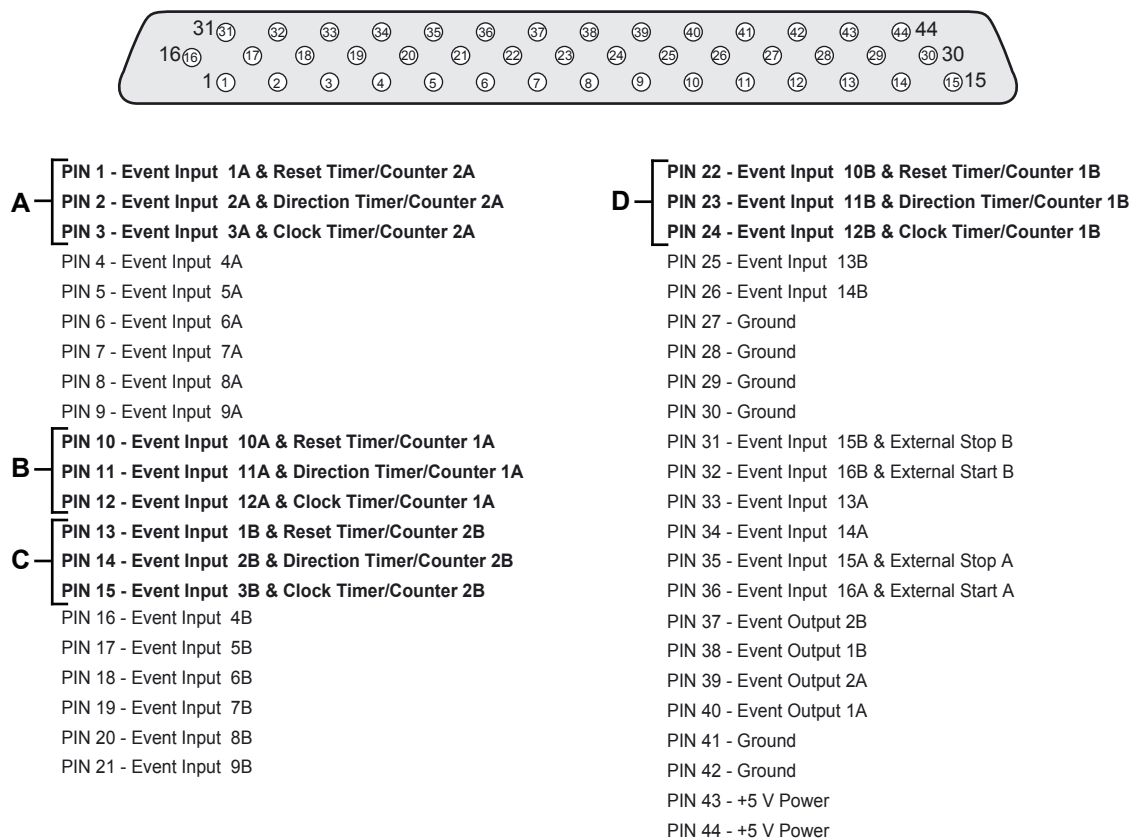 31 31 32 33 34 35 36 37 38 39 40 41 42 43 44 44
16 16 17 18 19 20 21 22 23 24 25 26 27 28 29 30 30
1 1 2 3 4 5 6 7 8 9 10 11 12 13 14 15 15
A
PIN 1 - Event Input 1A & Reset Timer/Counter 2A
PIN 2 - Event Input 2A & Direction Timer/Counter 2A
PIN 3 - Event Input 3A & Clock Timer/Counter 2A
PIN 4 - Event Input 4A
PIN 5 - Event Input 5A
PIN 6 - Event Input 6A
PIN 7 - Event Input 7A
PIN 8 - Event Input 8A
PIN 9 - Event Input 9A
B
PIN 10 - Event Input 10A & Reset Timer/Counter 1A
PIN 11 - Event Input 11A & Direction Timer/Counter 1A
PIN 12 - Event Input 12A & Clock Timer/Counter 1A
C
PIN 13 - Event Input 1B & Reset Timer/Counter 2B
PIN 14 - Event Input 2B & Direction Timer/Counter 2B
PIN 15 - Event Input 3B & Clock Timer/Counter 2B
PIN 16 - Event Input 4B
PIN 17 - Event Input 5B
PIN 18 - Event Input 6B
PIN 19 - Event Input 7B
PIN 20 - Event Input 8B
PIN 21 - Event Input 9B
D
PIN 22 - Event Input 10B & Reset Timer/Counter 1B
PIN 23 - Event Input 11B & Direction Timer/Counter 1B
PIN 24 - Event Input 12B & Clock Timer/Counter 1B
PIN 25 - Event Input 13B
PIN 26 - Event Input 14B
PIN 27 - Ground
PIN 28 - Ground
PIN 29 - Ground
PIN 30 - Ground
PIN 31 - Event Input 15B & External Stop B
PIN 32 - Event Input 16B & External Start B
PIN 33 - Event Input 13A
PIN 34 - Event Input 14A
PIN 35 - Event Input 15A & External Stop A
PIN 36 - Event Input 16A & External Start A
PIN 37 - Event Output 2B
PIN 38 - Event Output 1B
PIN 39 - Event Output 2A
PIN 40 - Event Output 1A
PIN 41 - Ground
PIN 42 - Ground
PIN 43 - +5 V Power
PIN 44 - +5 V Power